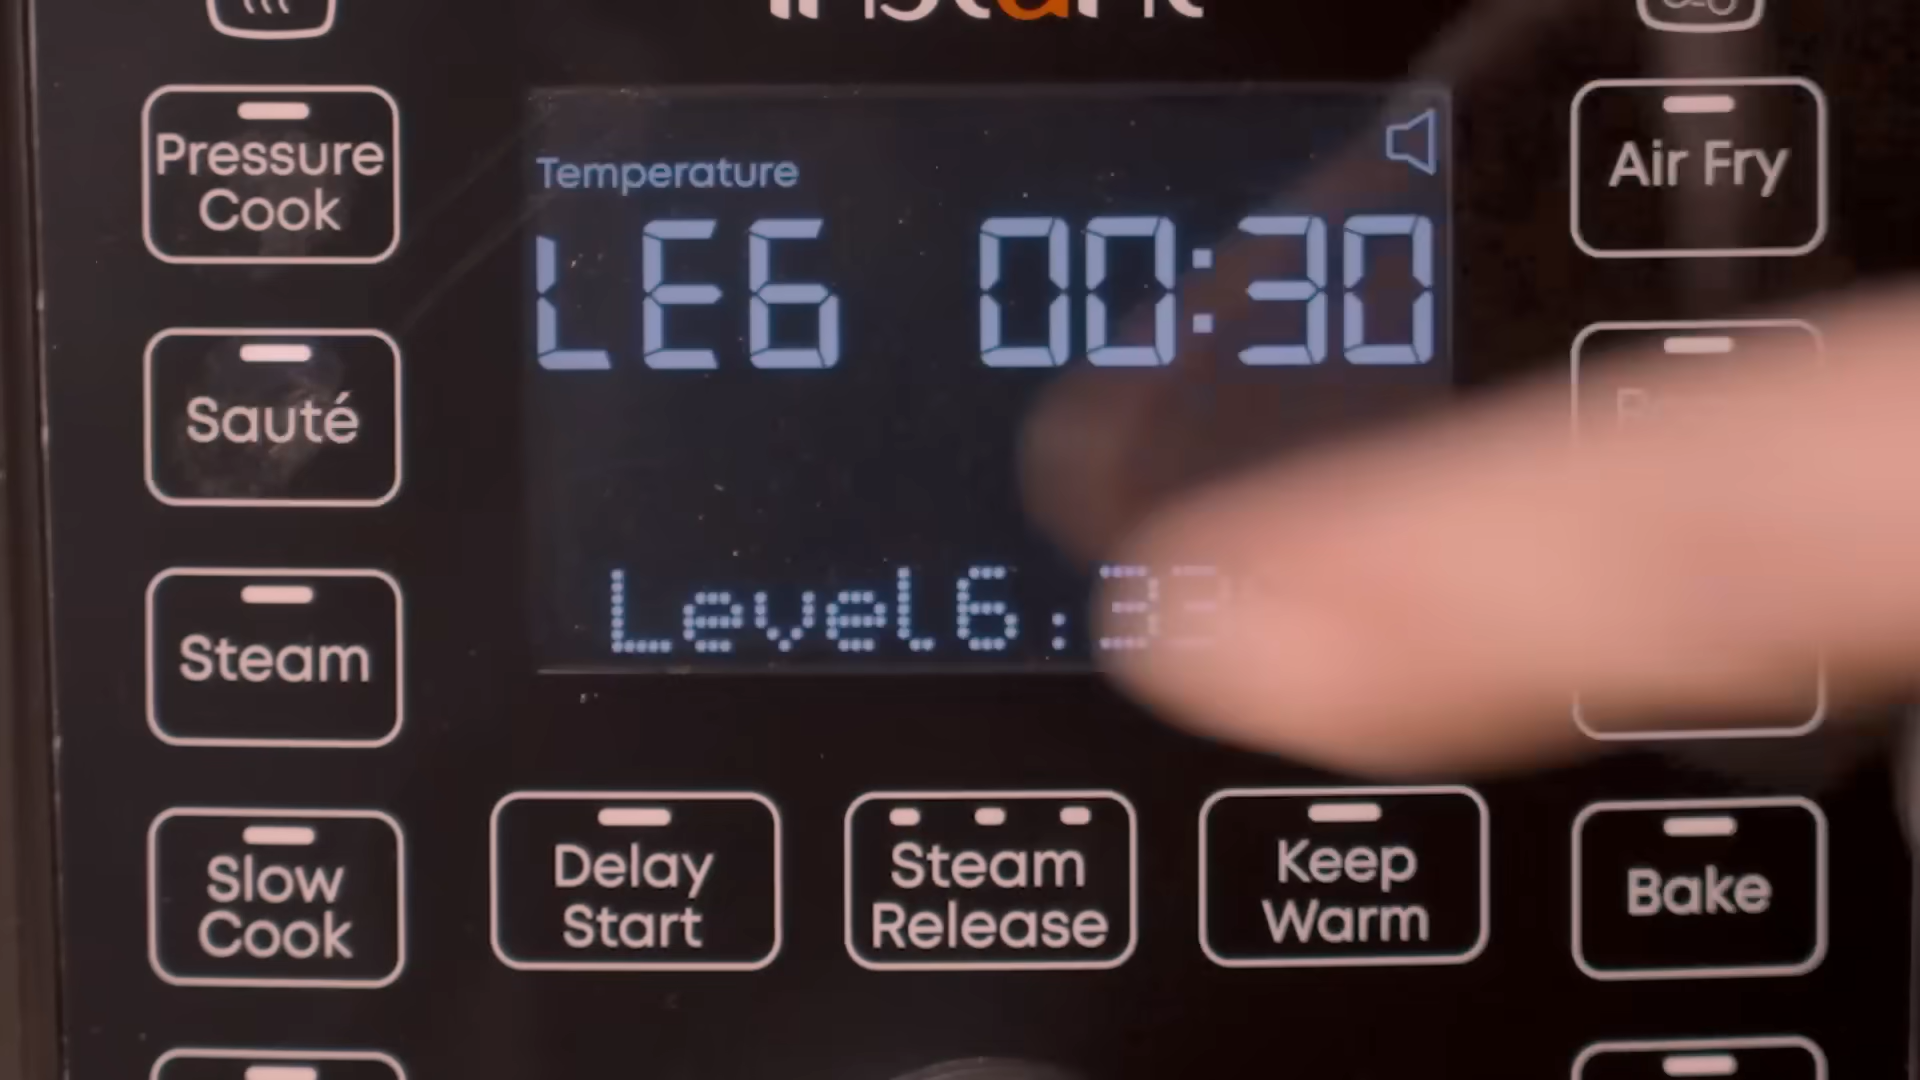 instant
Pressure
Cook
Air Fry
Temperature
LE6 00:30
Sauté
Level6:
Steam
Slow
Cook
Delay
Start
Steam
Release
Keep
Warm
Bake